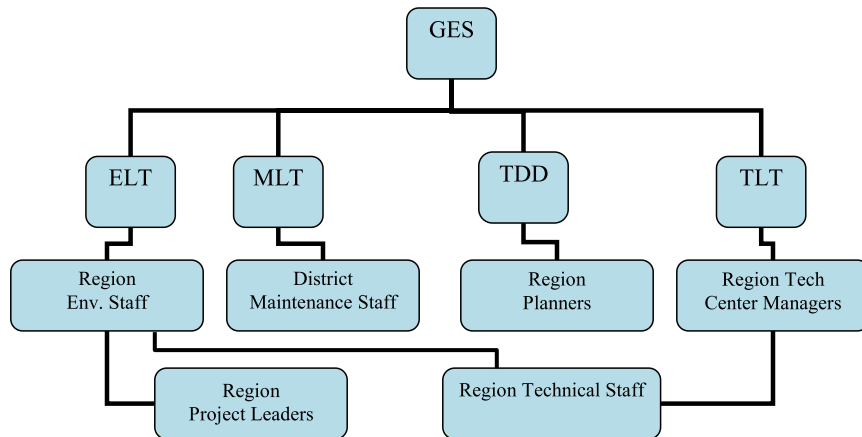 GES
ELT
MLT
TDD
TLT
Region
Env. Staff
District
Maintenance Staff
Region
Planners
Region Tech
Center Managers
Region
Project Leaders
Region Technical Staff